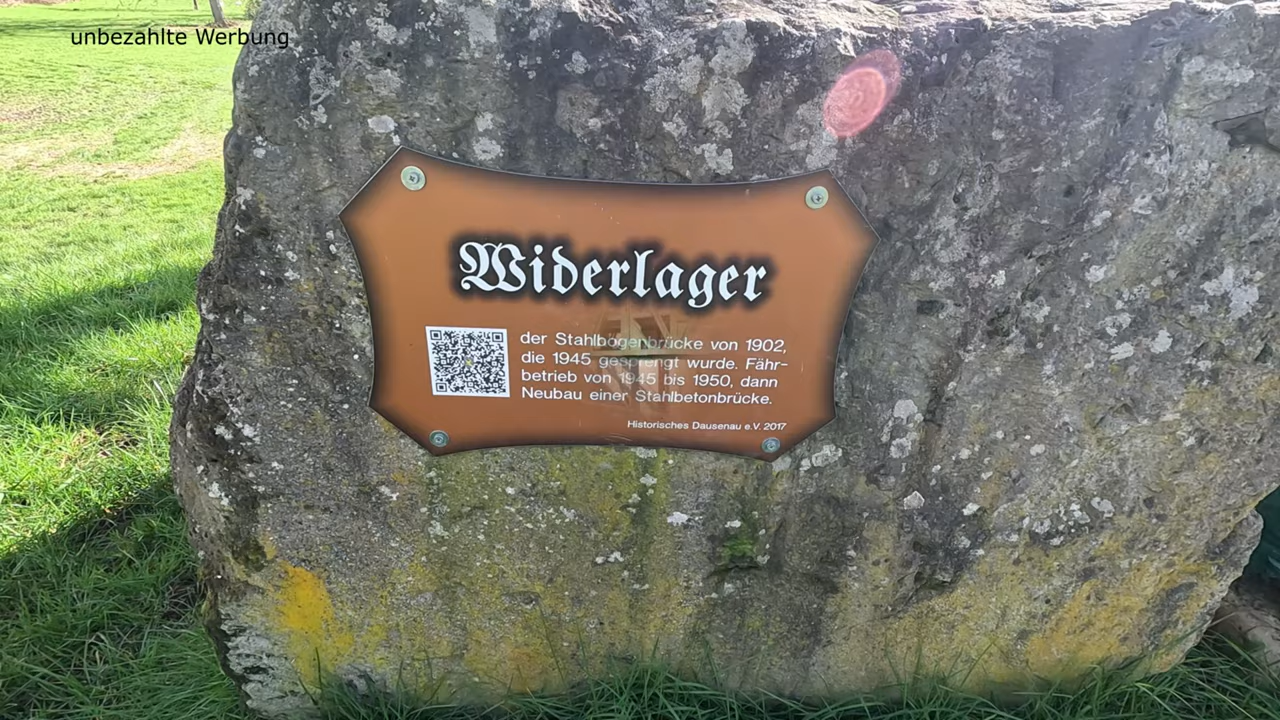 unbezahlte Werbung
Widerlager
der Stahlbogenbrücke von 1902,
die 1945 gesprengt wurde. Fähr-
betrieb von 1945 bis 1950, dann
Neubau einer Stahlbetonbrücke.
Historisches Dausenau e.V. 2017